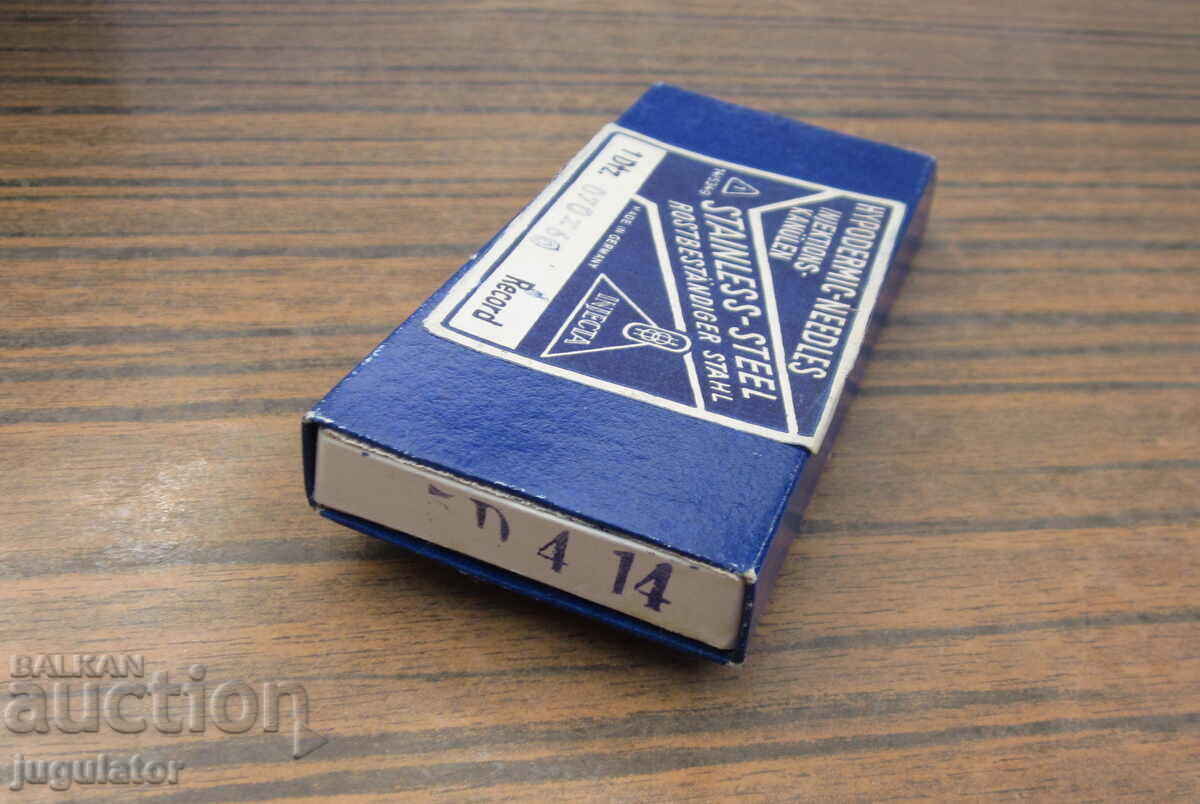 HYPODERMIC-NEEDLES
INJEKTIONS-
KANÜLEN
STAINLESS-STEEL
ROSTBESTÄNDIGER STAHL
MADE IN GERMANY
INJECTA
1 Dtz.
Record
4 14
BALKAN
auction
jugulator